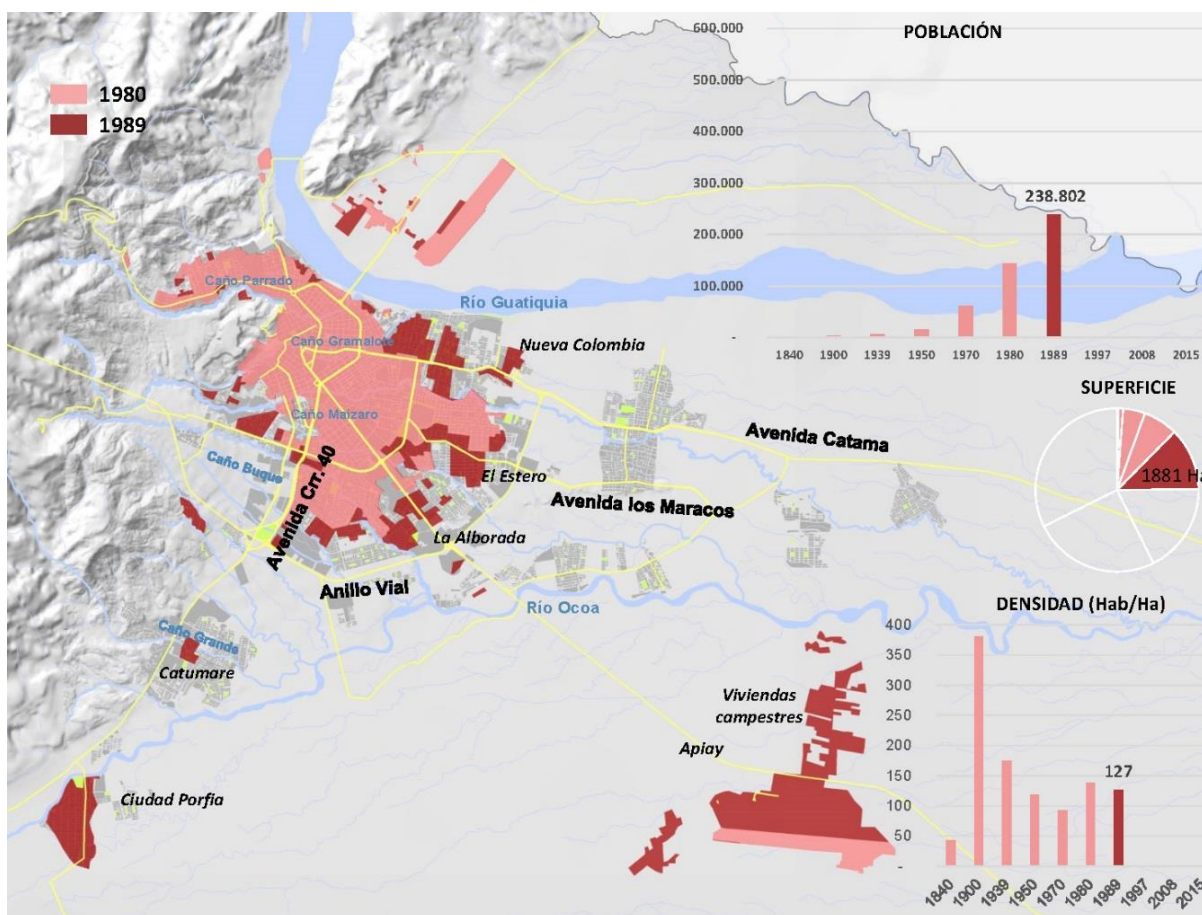 1980
1989
POBLACIÓN
600.000
500.000
400.000
300.000
200.000
100.000
-
238.802
1840 1900 1939 1950 1970 1980 1989 1997 2008 2015
SUPERFICIE
1881 Ha
DENSIDAD (Hab/Ha)
400
350
300
250
200
150
100
50
-
127
1840 1900 1939 1950 1970 1980 1989 1997 2008 2015
Caño Parrado
Río Guatiquia
Caño Gramalote
Nueva Colombia
Caño Maizaro
Avenida Catama
Caño Buque
Avenida Crr. 40
El Estero
Avenida los Maracos
La Alborada
Anillo Vial
Río Ocoa
Caño Grande
Catumare
Viviendas
campestres
Apiay
Ciudad Porfia